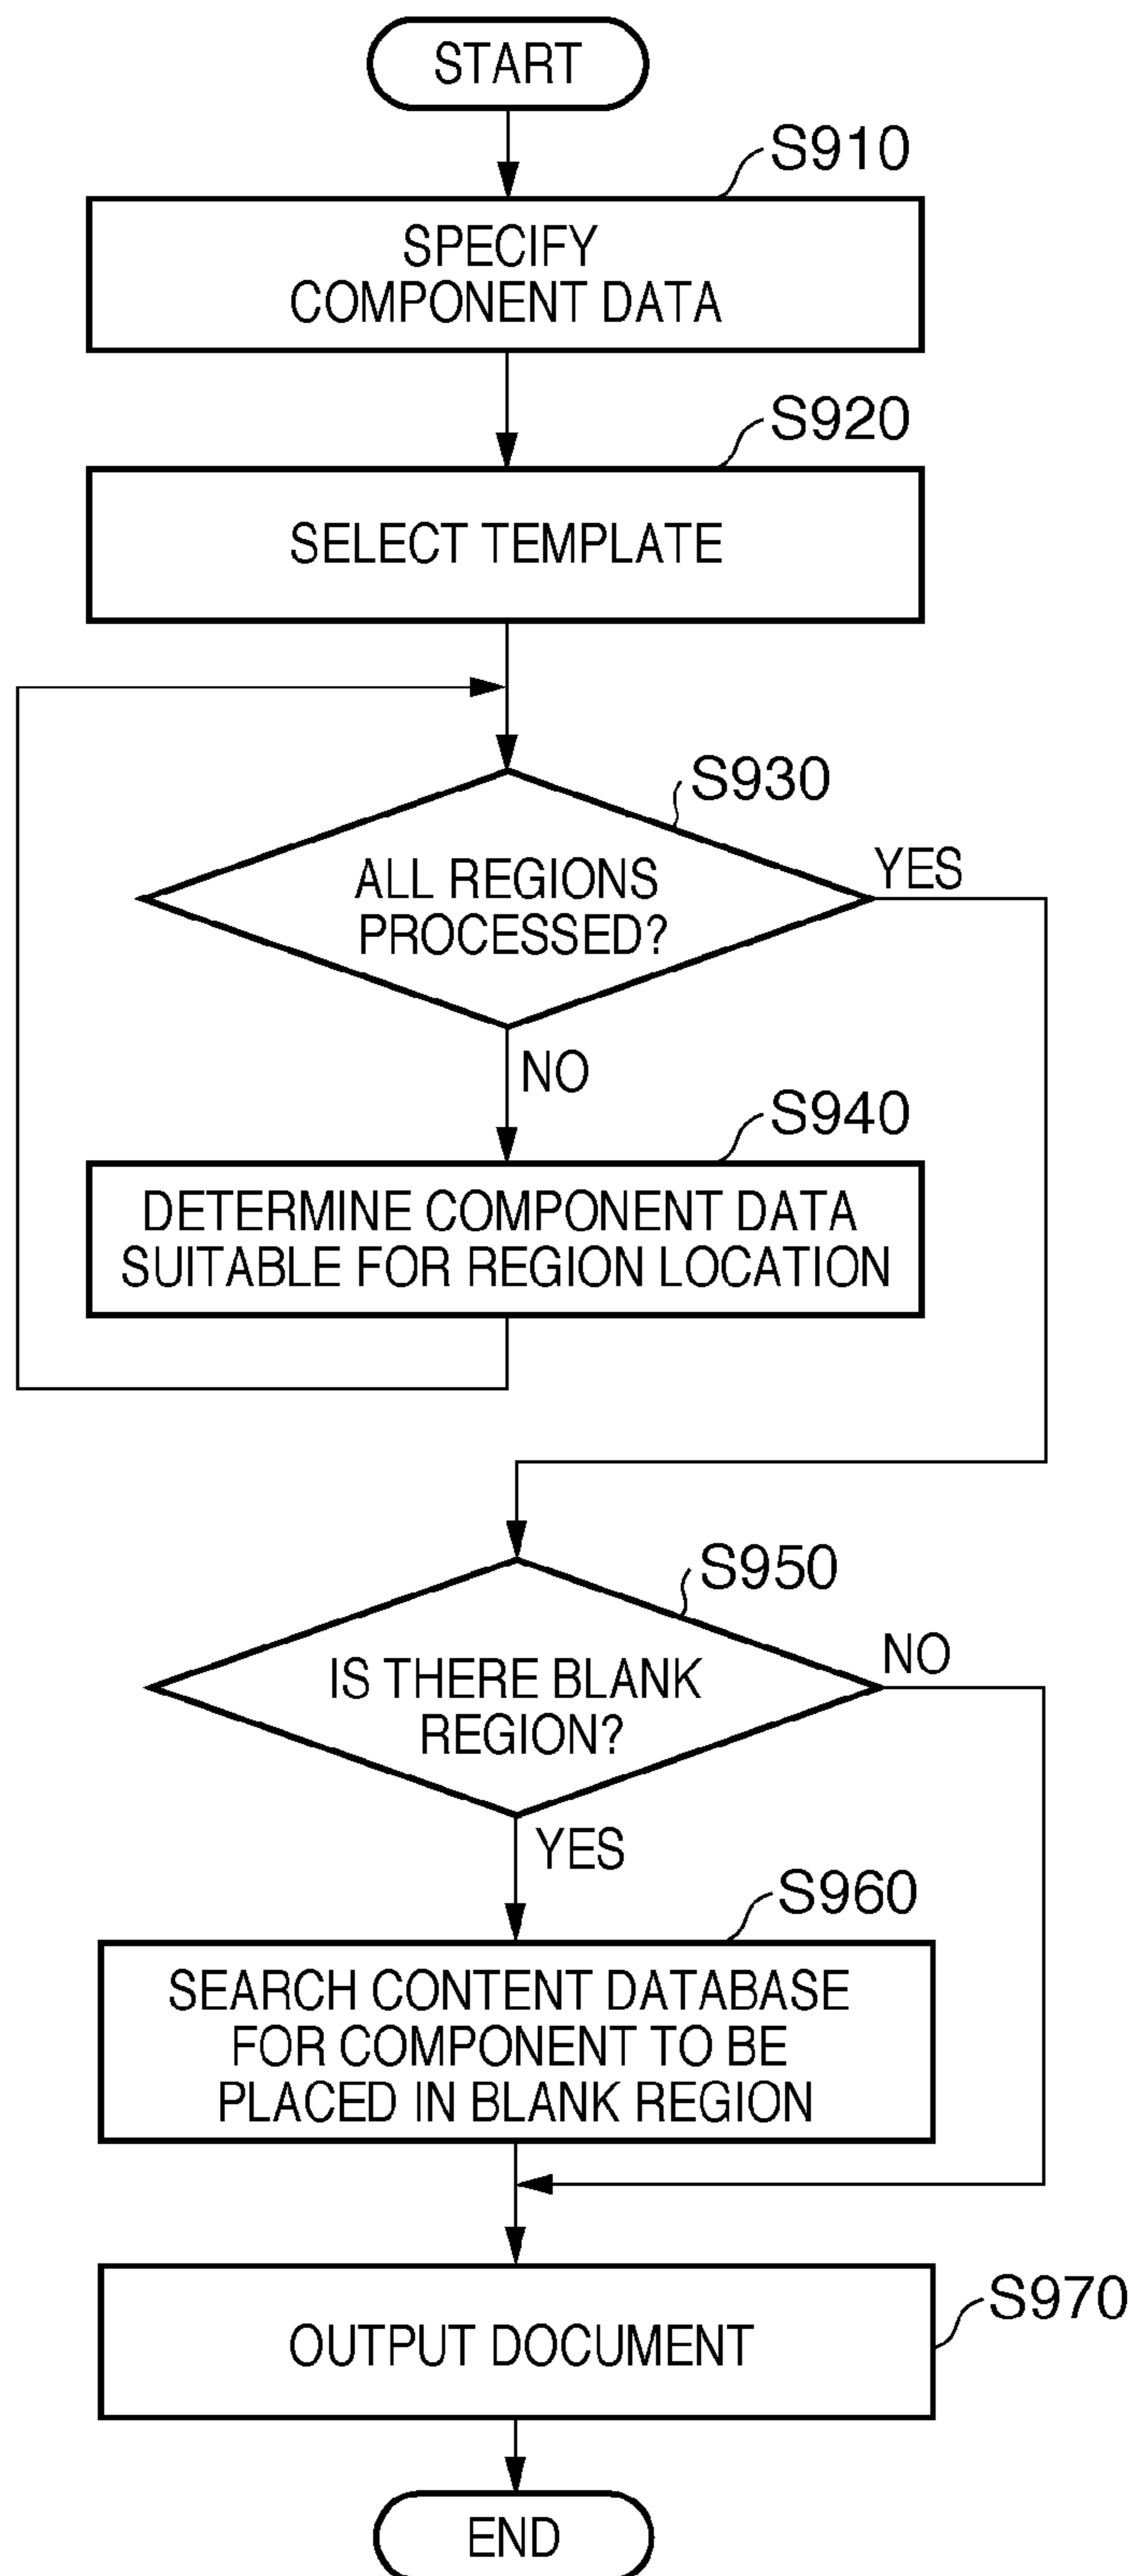 START
S910
SPECIFY
COMPONENT DATA
S920
SELECT TEMPLATE
S930
ALL REGIONS
PROCESSED?
YES
NO
S940
DETERMINE COMPONENT DATA
SUITABLE FOR REGION LOCATION
S950
IS THERE BLANK
REGION?
NO
YES
S960
SEARCH CONTENT DATABASE
FOR COMPONENT TO BE
PLACED IN BLANK REGION
S970
OUTPUT DOCUMENT
END